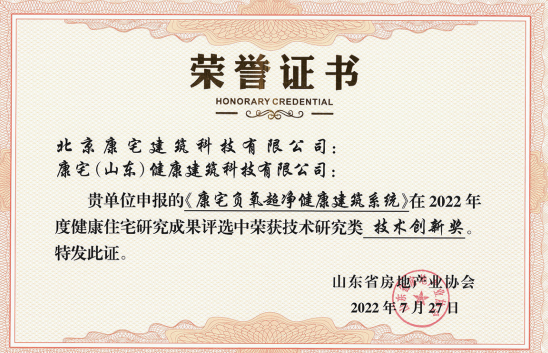 荣誉证书
HONORARY CREDENTIAL
北京康宅建筑科技有限公司：
康宅(山东)健康建筑科技有限公司：
贵单位申报的《康宅负氧超净健康建筑系统》在2022年
度健康住宅研究成果评选中荣获技术研究类 技术创新奖。
特发此证。
山东省房地产业协会
2022年7月27日